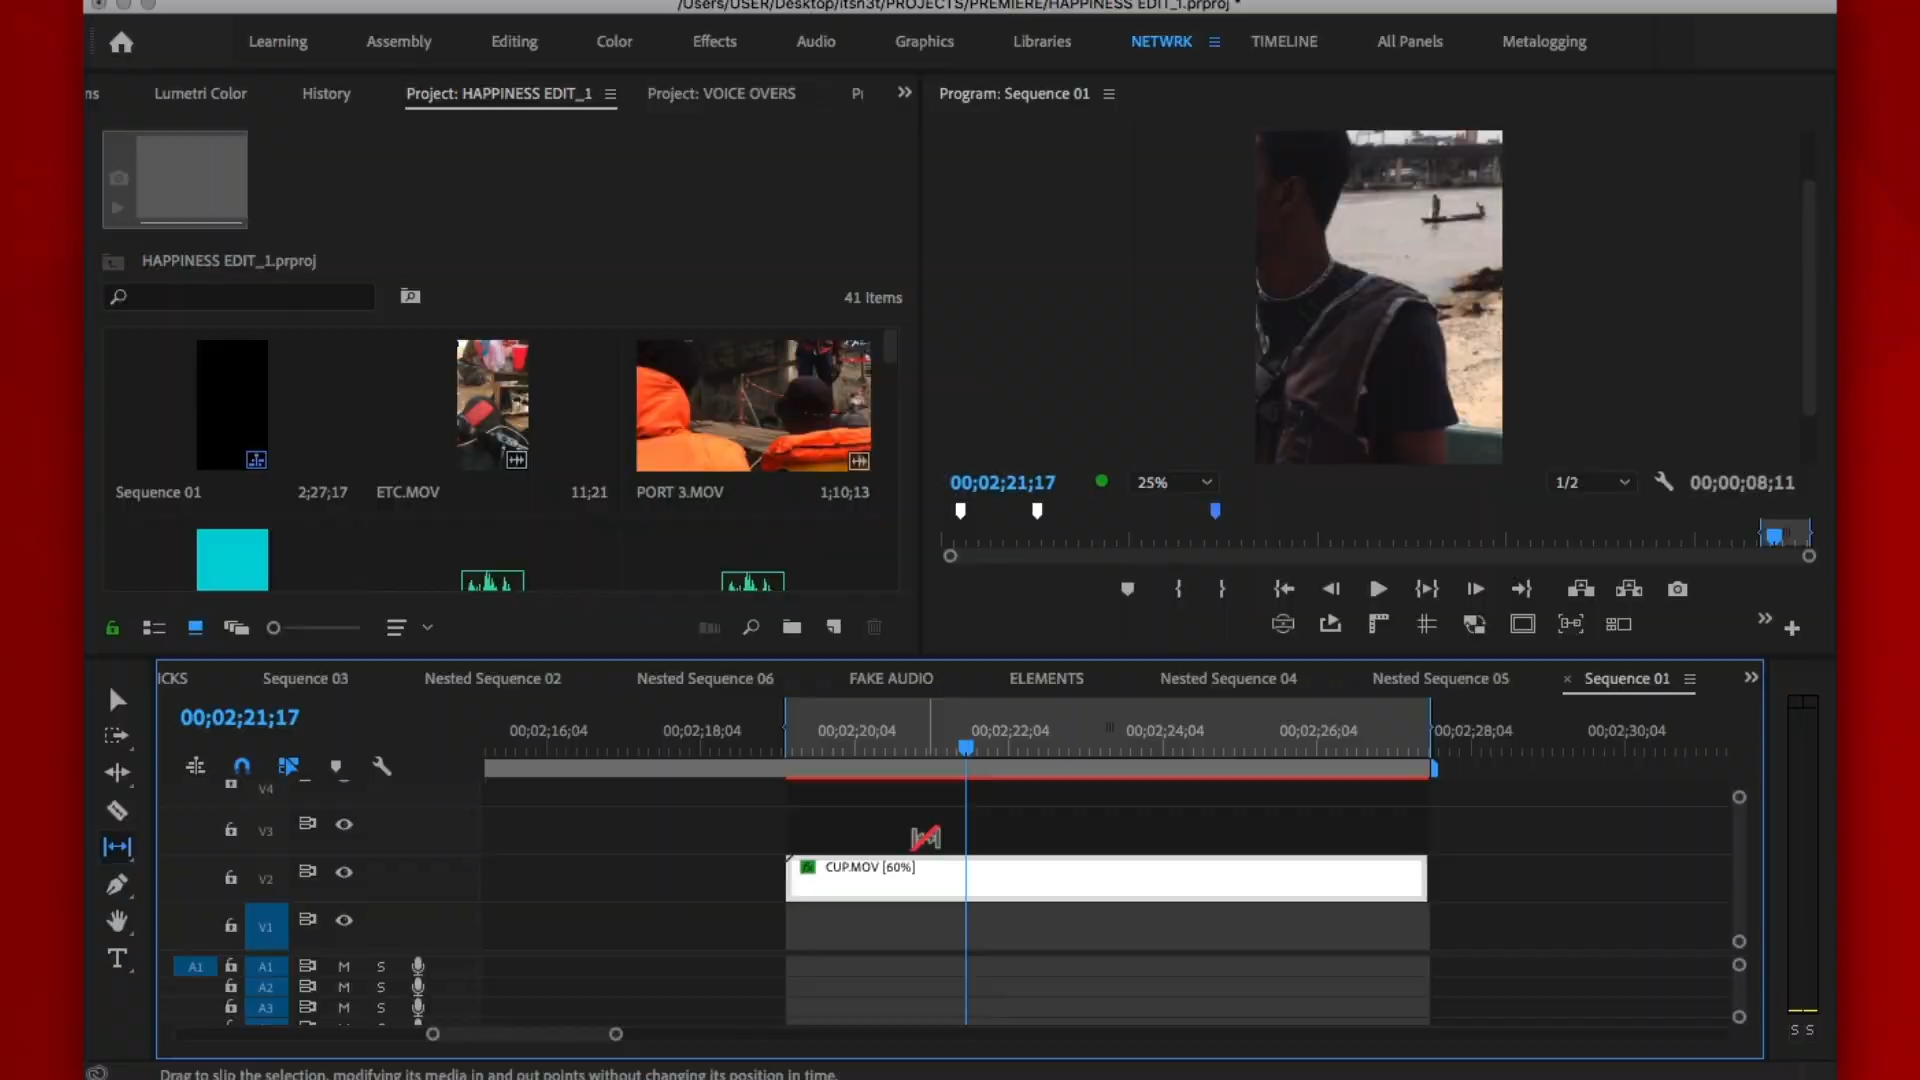 /Users/USER/Desktop/itsn3t/PROJECTS/PREMIERE/HAPPINESS EDIT_1.prproj *
Learning Assembly Editing Color Effects Audio Graphics Libraries NETWRK TIMELINE All Panels Metalogging
ns Lumetri Color History Project: HAPPINESS EDIT_1 Project: VOICE OVERS Program: Sequence 01
HAPPINESS EDIT_1.prproj
41 Items
Sequence 01 2;27;17 ETC.MOV 11;21 PORT 3.MOV 1;10;13
00;02;21;17 25% 1/2 00;00;08;11
ICKS Sequence 03 Nested Sequence 02 Nested Sequence 06 FAKE AUDIO ELEMENTS Nested Sequence 04 Nested Sequence 05 × Sequence 01
00;02;21;17
00;02;16;04 00;02;18;04 00;02;20;04 00;02;22;04 00;02;24;04 00;02;26;04 00;02;28;04 00;02;30;04
V4
V3
V2 CUP.MOV [60%]
V1
A1 A1 M S
A2 M S
A3 M S
S S
Drag to slip the selection, modifying its media in and out points without changing its position in time.